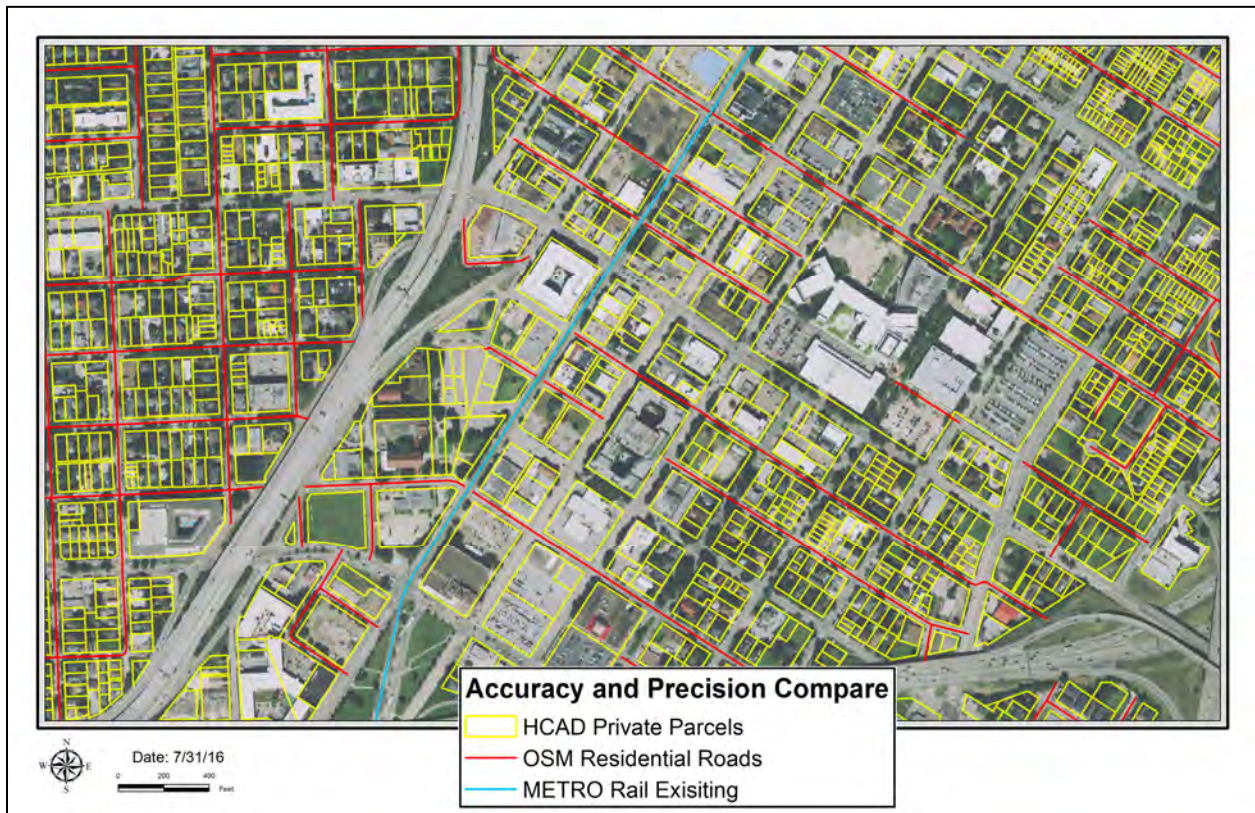 Accuracy and Precision Compare
HCAD Private Parcels
OSM Residential Roads
METRO Rail Exisiting
N
W E
S
Date: 7/31/16
0 200 400
Feet